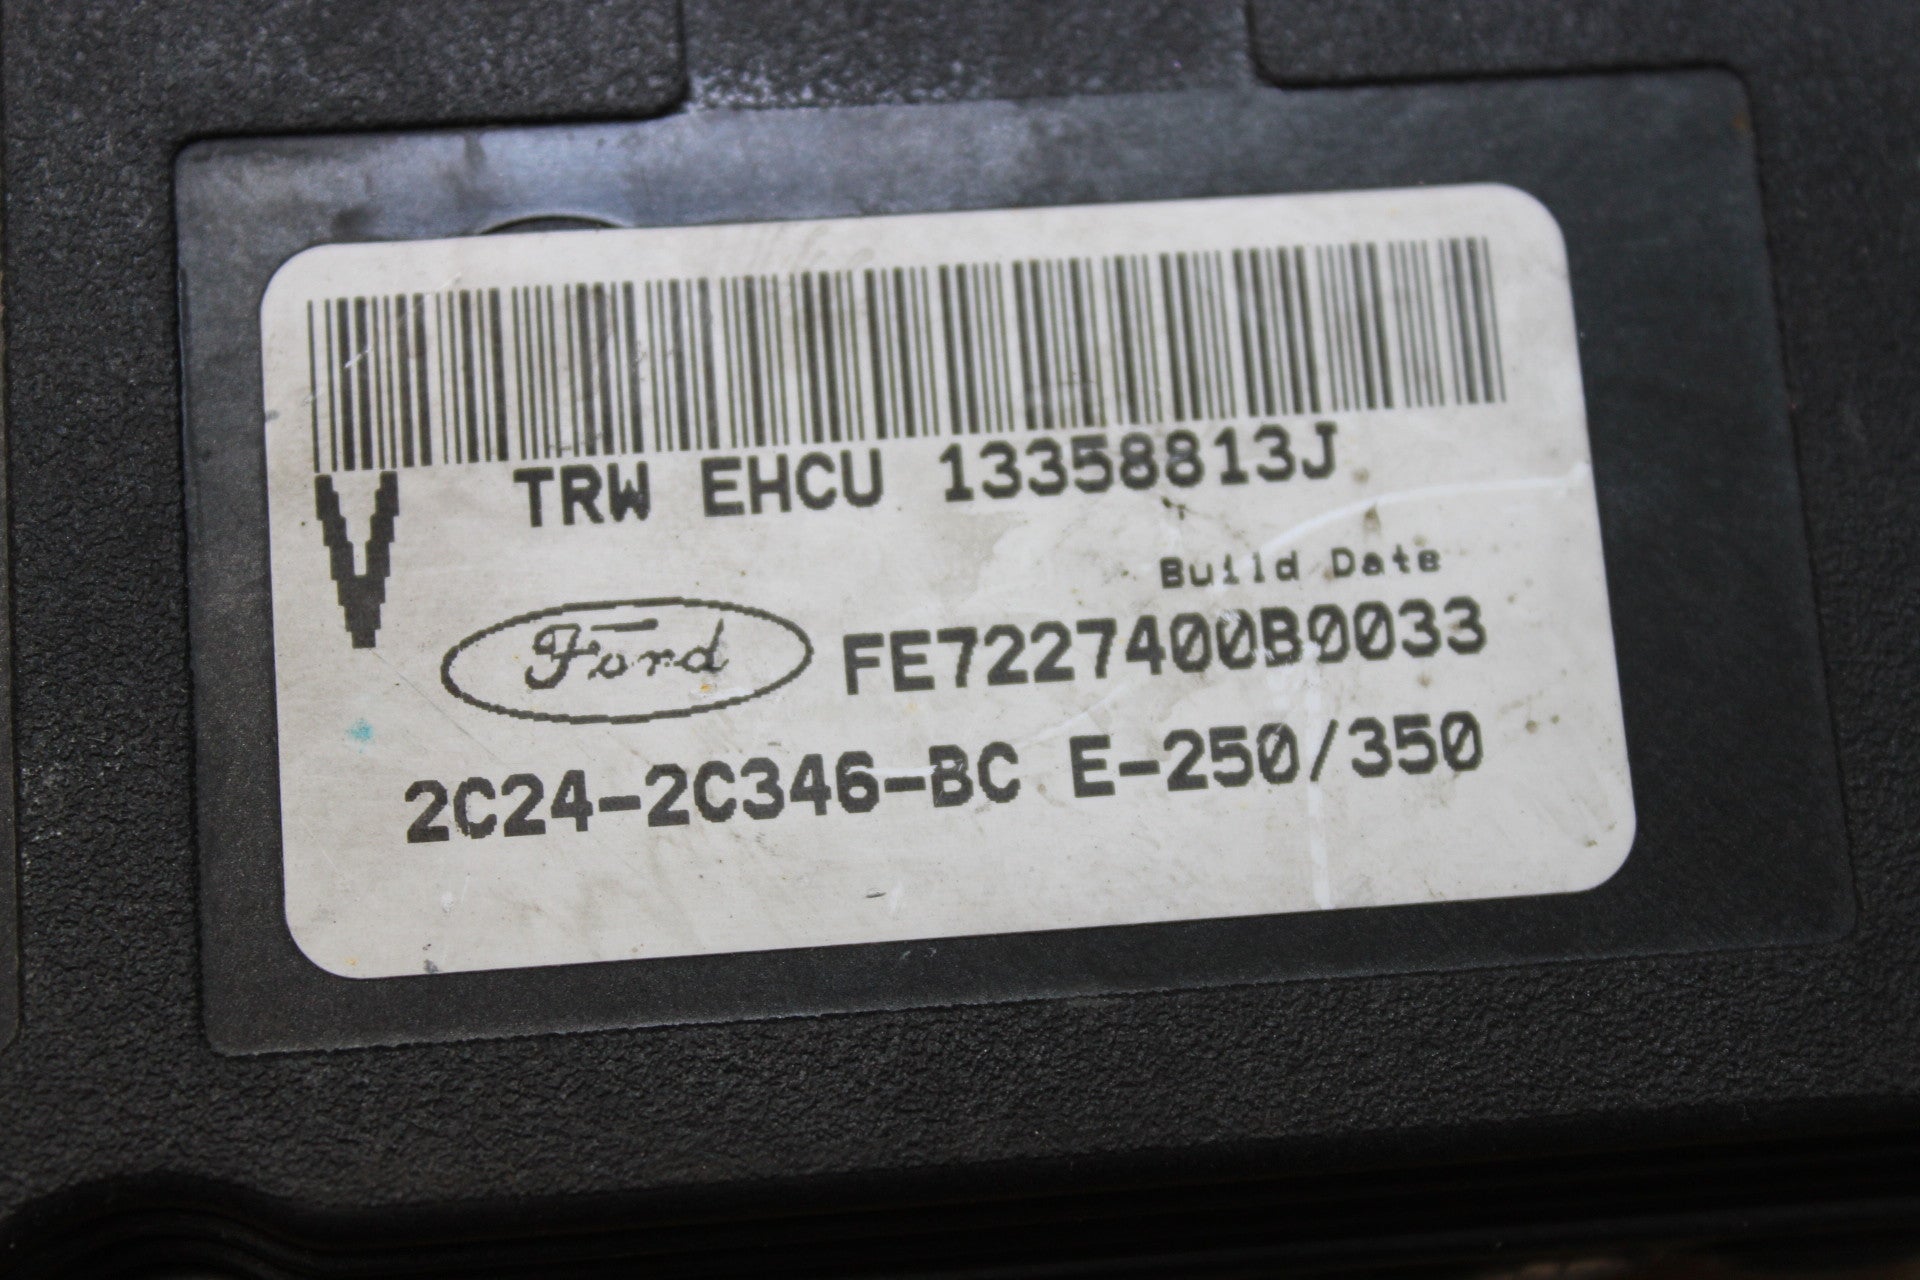 TRW EHCU 13358813J
V
Build Date
Ford FE7227400B0033
2C24-2C346-BC E-250/350